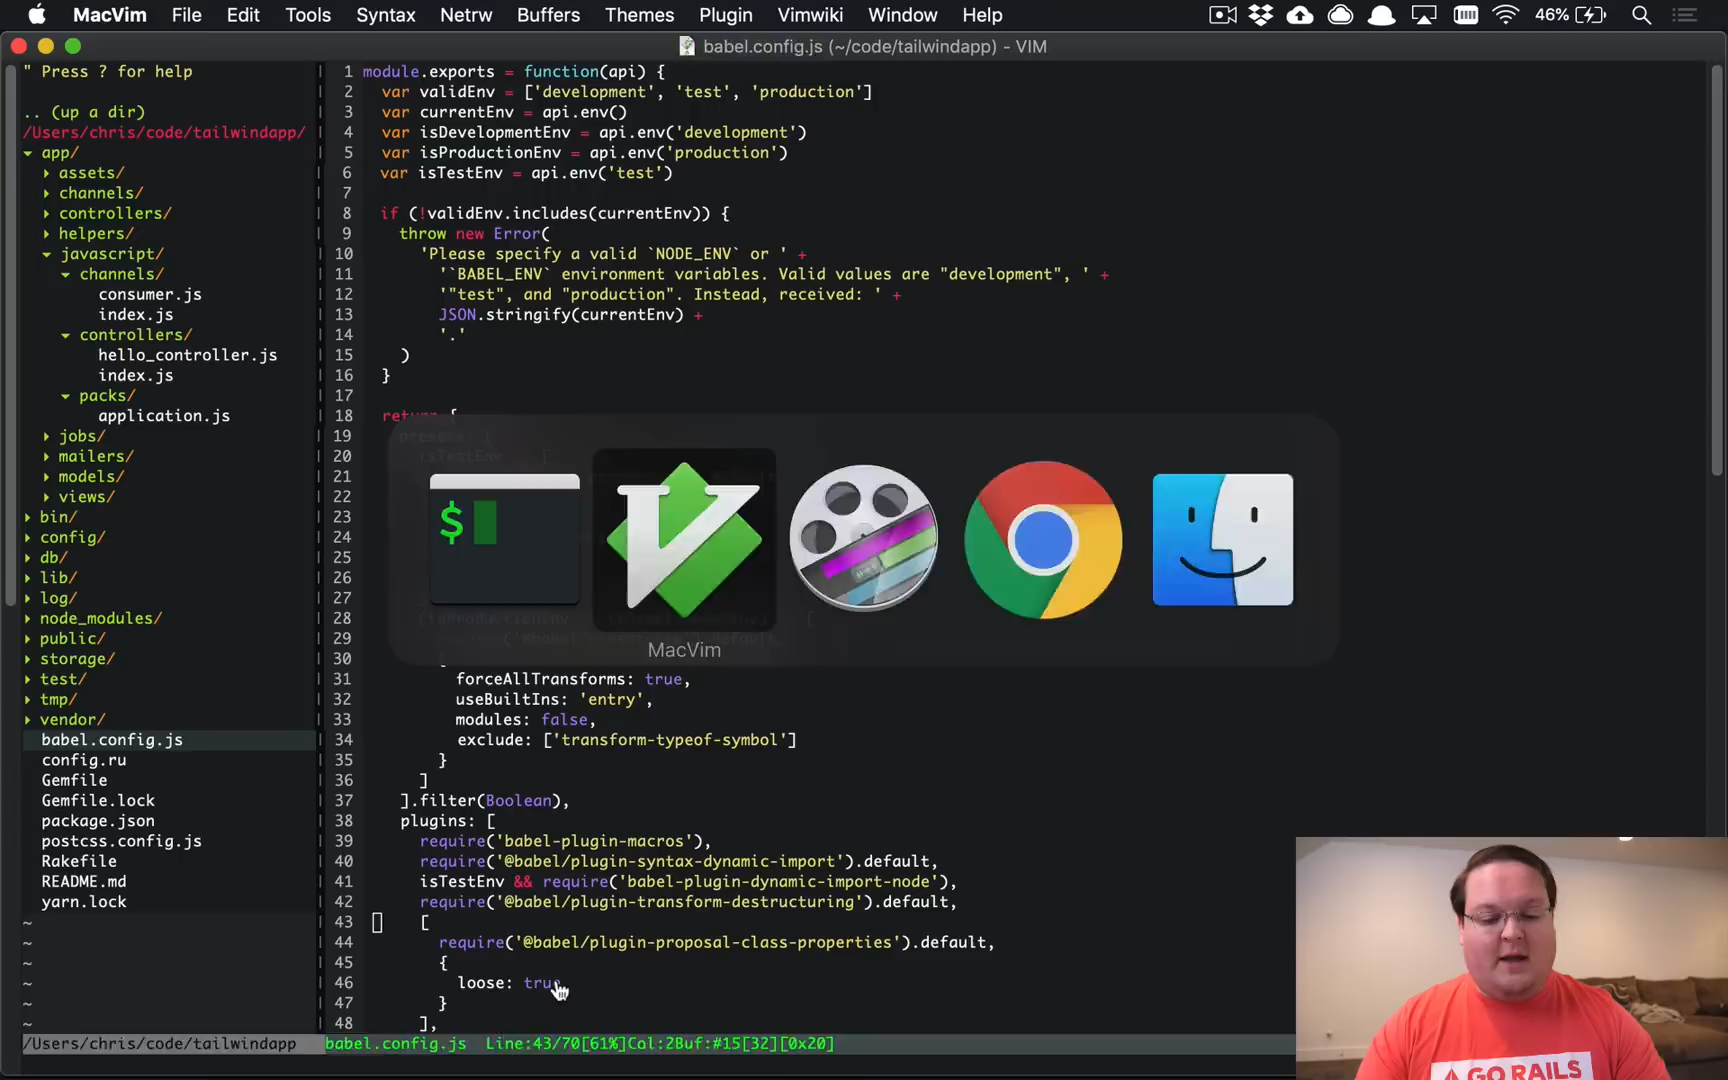 MacVim File Edit Tools Syntax Netrw Buffers Themes Plugin Vimwiki Window Help 46%
babel.config.js (~/code/tailwindapp) - VIM
" Press ? for help
.. (up a dir)
/Users/chris/code/tailwindapp/
▾ app/
▸ assets/
▸ channels/
▸ controllers/
▸ helpers/
▾ javascript/
▾ channels/
consumer.js
index.js
▾ controllers/
hello_controller.js
index.js
▾ packs/
application.js
▸ jobs/
▸ mailers/
▸ models/
▸ views/
▸ bin/
▸ config/
▸ db/
▸ lib/
▸ log/
▸ node_modules/
▸ public/
▸ storage/
▸ test/
▸ tmp/
▸ vendor/
babel.config.js
config.ru
Gemfile
Gemfile.lock
package.json
postcss.config.js
Rakefile
README.md
yarn.lock
~
~
~
~
~
~
/Users/chris/code/tailwindapp
1 module.exports = function(api) {
2 var validEnv = ['development', 'test', 'production']
3 var currentEnv = api.env()
4 var isDevelopmentEnv = api.env('development')
5 var isProductionEnv = api.env('production')
6 var isTestEnv = api.env('test')
7
8 if (!validEnv.includes(currentEnv)) {
9 throw new Error(
10 'Please specify a valid `NODE_ENV` or ' +
11 '`BABEL_ENV` environment variables. Valid values are "development", ' +
12 '"test", and "production". Instead, received: ' +
13 JSON.stringify(currentEnv) +
14 '.'
15 )
16 }
17
18 return {
19 presets: [
20 isTestEnv [
21
22
23
24
25
26
27
28
29
30
31 forceAllTransforms: true,
32 useBuiltIns: 'entry',
33 modules: false,
34 exclude: ['transform-typeof-symbol']
35 }
36 ]
37 ].filter(Boolean),
38 plugins: [
39 require('babel-plugin-macros'),
40 require('@babel/plugin-syntax-dynamic-import').default,
41 isTestEnv && require('babel-plugin-dynamic-import-node'),
42 require('@babel/plugin-transform-destructuring').default,
43 [
44 require('@babel/plugin-proposal-class-properties').default,
45 {
46 loose: true
47 }
48 ],
babel.config.js Line:43/70[61%]Col:2Buf:#15[32][0x20]
$
MacVim
GO RAILS